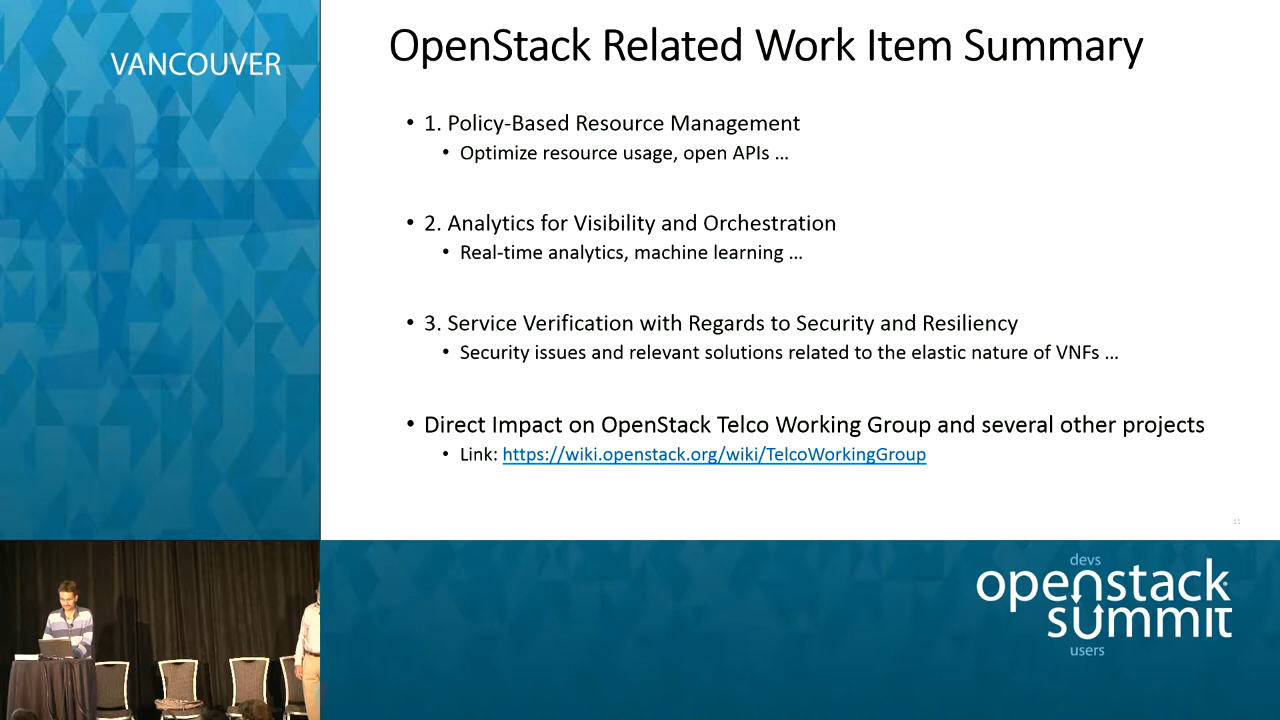 VANCOUVER
OpenStack Related Work Item Summary
• 1. Policy-Based Resource Management
• Optimize resource usage, open APIs ...
• 2. Analytics for Visibility and Orchestration
• Real-time analytics, machine learning ...
• 3. Service Verification with Regards to Security and Resiliency
• Security issues and relevant solutions related to the elastic nature of VNFs ...
• Direct Impact on OpenStack Telco Working Group and several other projects
• Link: https://wiki.openstack.org/wiki/TelcoWorkingGroup
11
devs
openstack
summit
users